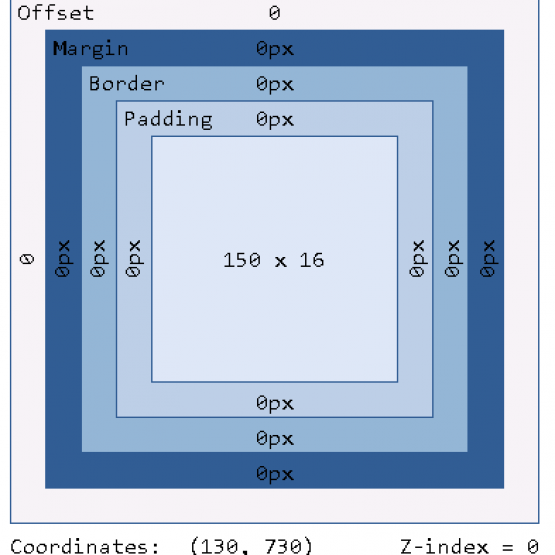 Offset 0
Margin 0px
Border 0px
Padding 0px
0 0px 0px 0px 150 x 16 0px 0px 0px
0px
0px
0px
Coordinates: (130, 730) Z-index = 0